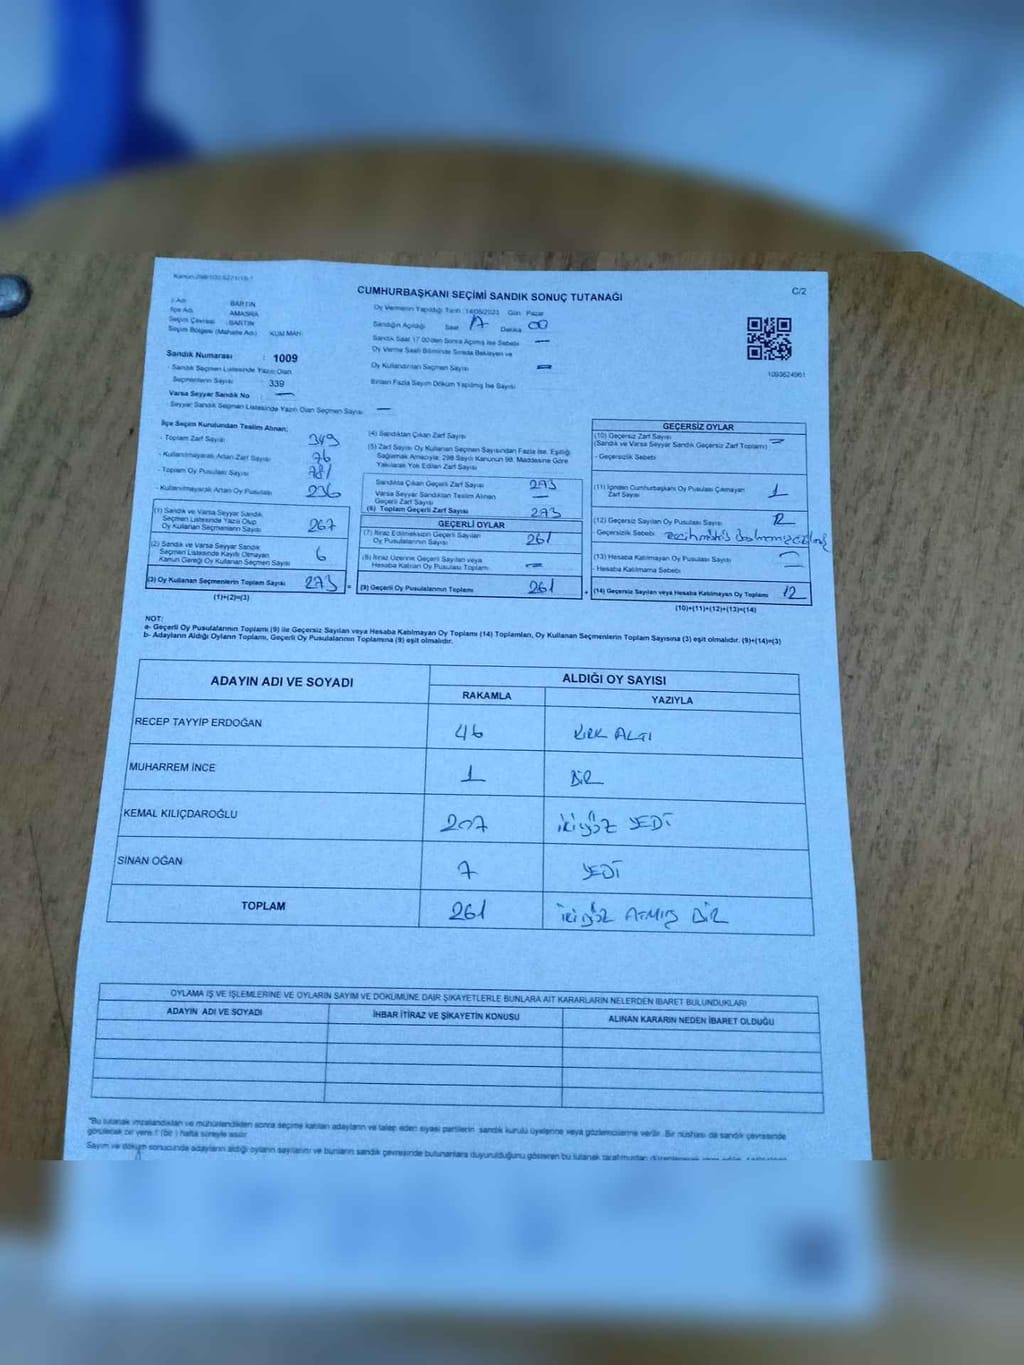 CUMHURBAŞKANI SEÇİMİ SANDIK SONUÇ TUTANAĞI
C/2
İli Adı BARTIN
İlçe Adı AMASRA
Seçim Çevresi BARTIN
Seçim Bölgesi (Mahalle Adı) KUM MAH.
Oy Vermenin Yapıldığı Tarih 14/05/2023 Gün Pazar
Sandığın Açıldığı Saat Dakika 00
Sandık Saat 17.00'den Sonra Açılmış İse Sebebi —
Oy Verme Saati Bitiminde Sırada Bekleyen ve
Oy Kullandırılan Seçmen Sayısı —
Birden Fazla Sayım Döküm Yapılmış İse Sayısı
1093624961
Sandık Numarası : 1009
Sandık Seçmen Listesinde Yazılı Olan
Seçmenlerin Sayısı : 339
Varsa Seyyar Sandık No —
Seyyar Sandık Seçmen Listesinde Yazılı Olan Seçmen Sayısı —
İlçe Seçim Kurulundan Teslim Alınan;
- Toplam Zarf Sayısı 349
- Kullanılmayarak Artan Zarf Sayısı 76
- Toplam Oy Pusulası Sayısı
- Kullanılmayarak Artan Oy Pusulası
(1) Sandık ve Varsa Seyyar Sandık
Seçmen Listesinde Yazılı Olup
Oy Kullanan Seçmenlerin Sayısı 267
(2) Sandık ve Varsa Seyyar Sandık
Seçmen Listesinde Kayıtlı Olmayan
Kanun Gereği Oy Kullanan Seçmen Sayısı 6
(3) Oy Kullanan Seçmenlerin Toplam Sayısı 273
(1)+(2)=(3)
(4) Sandıktan Çıkan Zarf Sayısı
(5) Zarf Sayısı Oy Kullanan Seçmen Sayısından Fazla İse, Eşitliği
Sağlamak Amacıyla; 298 Sayılı Kanunun 98. Maddesine Göre
Yakılarak Yok Edilen Zarf Sayısı
Sandıkta Çıkan Geçerli Zarf Sayısı 273
Varsa Seyyar Sandıktan Teslim Alınan
Geçerli Zarf Sayısı —
(6) Toplam Geçerli Zarf Sayısı 273
GEÇERLİ OYLAR
(7) İtiraz Edilmeksizin Geçerli Sayılan
Oy Pusulalarının Sayısı 261
(8) İtiraz Üzerine Geçerli Sayılan veya
Hesaba Katılan Oy Pusulası Toplamı —
(9) Geçerli Oy Pusulalarının Toplamı 261
GEÇERSİZ OYLAR
(10) Geçersiz Zarf Sayısı
(Sandık ve Varsa Seyyar Sandık Geçersiz Zarf Toplamı) —
- Geçersizlik Sebebi
(11) İçinden Cumhurbaşkanı Oy Pusulası Çıkmayan
Zarf Sayısı 1
(12) Geçersiz Sayılan Oy Pusulası Sayısı
- Geçersizlik Sebebi
(13) Hesaba Katılmayan Oy Pusulası Sayısı —
- Hesaba Katılmama Sebebi —
(14) Geçersiz Sayılan veya Hesaba Katılmayan Oy Toplamı 12
(10)+(11)+(12)+(13)=(14)
NOT:
a- Geçerli Oy Pusulalarının Toplamı (9) ile Geçersiz Sayılan veya Hesaba Katılmayan Oy Toplamı (14) Toplamları, Oy Kullanan Seçmenlerin Toplam Sayısına (3) eşit olmalıdır. (9)+(14)=(3)
b- Adayların Aldığı Oyların Toplamı, Geçerli Oy Pusulalarının Toplamına (9) eşit olmalıdır.
ADAYIN ADI VE SOYADI ALDIĞI OY SAYISI
RAKAMLA YAZIYLA
RECEP TAYYİP ERDOĞAN 46 KIRK ALTI
MUHARREM İNCE 1 BİR
KEMAL KILIÇDAROĞLU 207 İKİYÜZ YEDİ
SİNAN OĞAN 7 YEDİ
TOPLAM 261 İKİYÜZ ATMIŞ BİR
OYLAMA İŞ VE İŞLEMLERİNE VE OYLARIN SAYIM VE DÖKÜMÜNE DAİR ŞİKAYETLERLE BUNLARA AİT KARARLARIN NELERDEN İBARET BULUNDUKLARI
ADAYIN ADI VE SOYADI İHBAR İTİRAZ VE ŞİKAYETİN KONUSU ALINAN KARARIN NEDEN İBARET OLDUĞU
"Bu tutanak imzalandıktan ve mühürlendikten sonra seçime katılan adayların ve talep eden siyasi partilerin sandık kurulu üyelerine veya gözlemcilerine verilir. Bir nüshası da sandık çevresinde
görülecek bir yere 1 (bir) hafta süreyle asılır.
Sayım ve döküm sonucunda adayların aldığı oyların sayılarını ve bunların sandık çevresinde bulunanlara duyurulduğunu gösteren bu tutanak